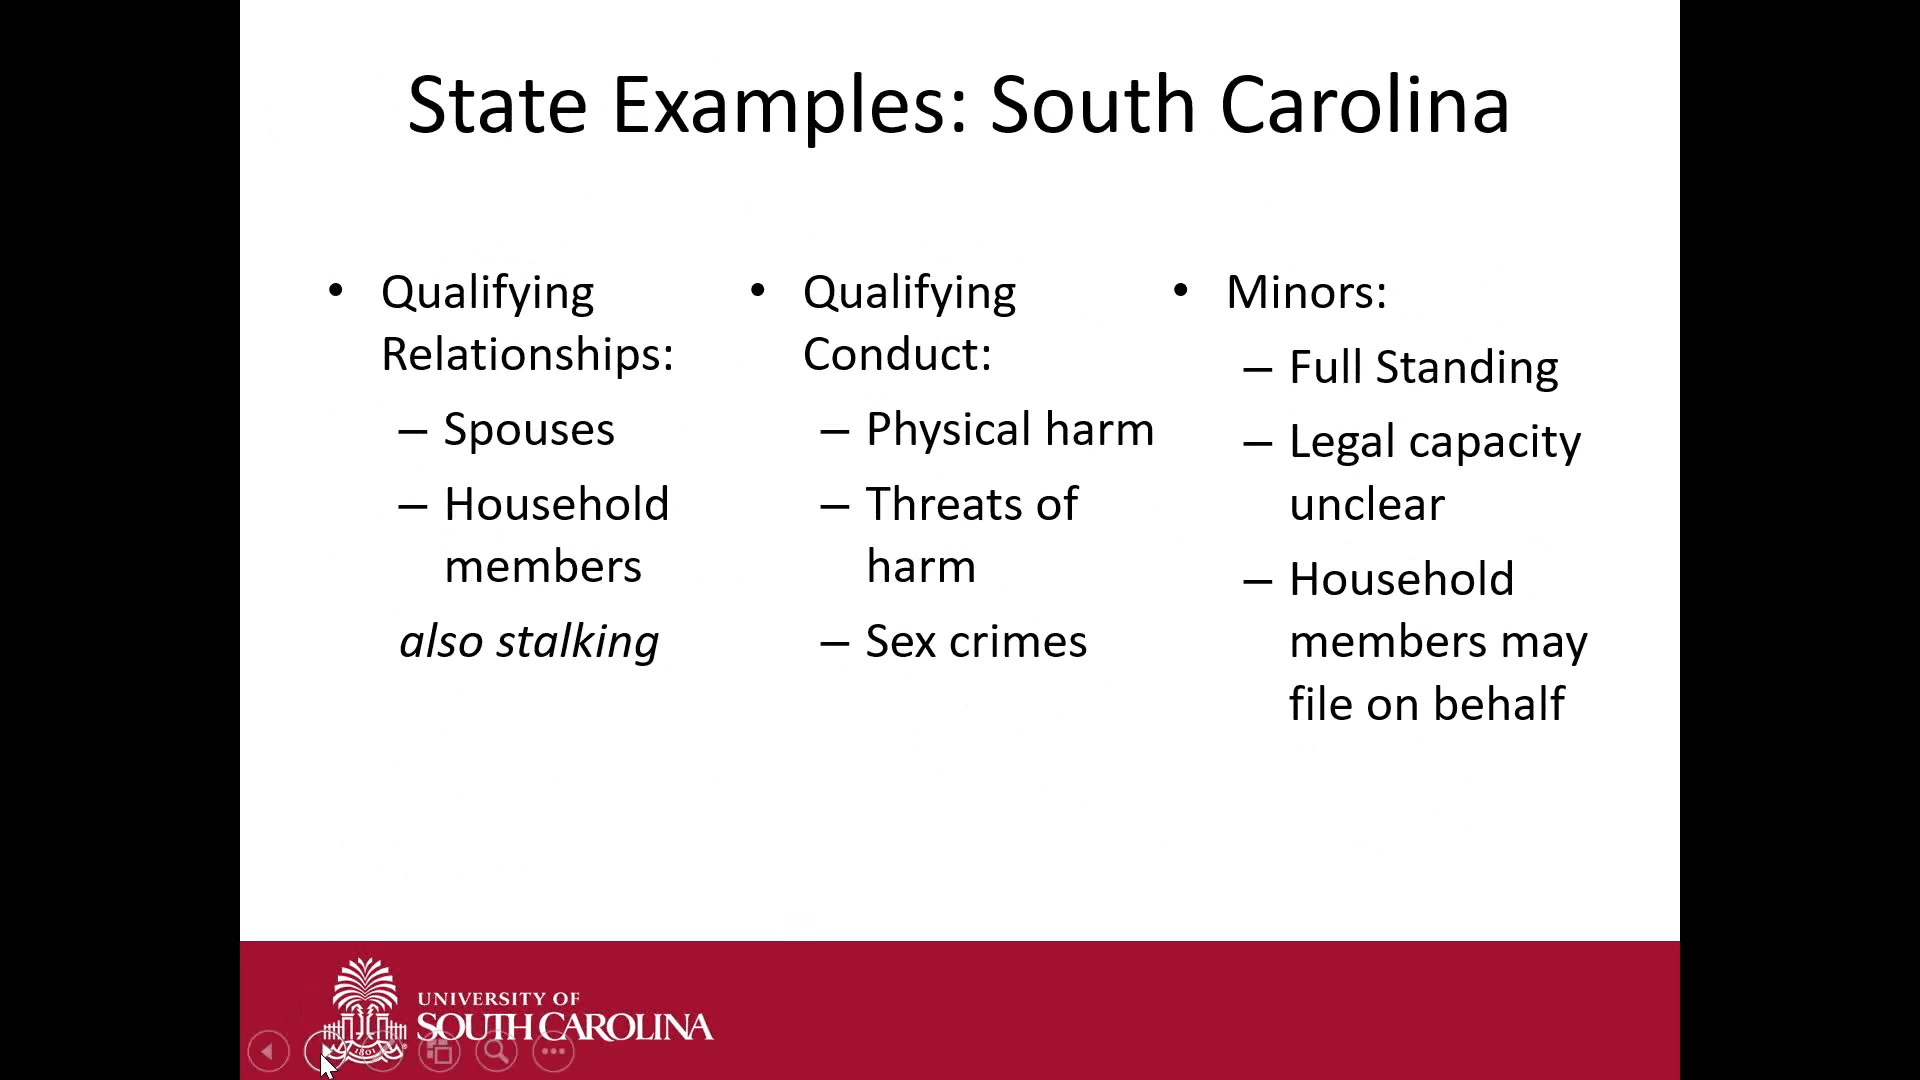 State Examples: South Carolina
• Qualifying
Relationships:
– Spouses
– Household
members
also stalking
• Qualifying
Conduct:
– Physical harm
– Threats of
harm
– Sex crimes
• Minors:
– Full Standing
– Legal capacity
unclear
– Household
members may
file on behalf
UNIVERSITY OF
SOUTH CAROLINA
1801